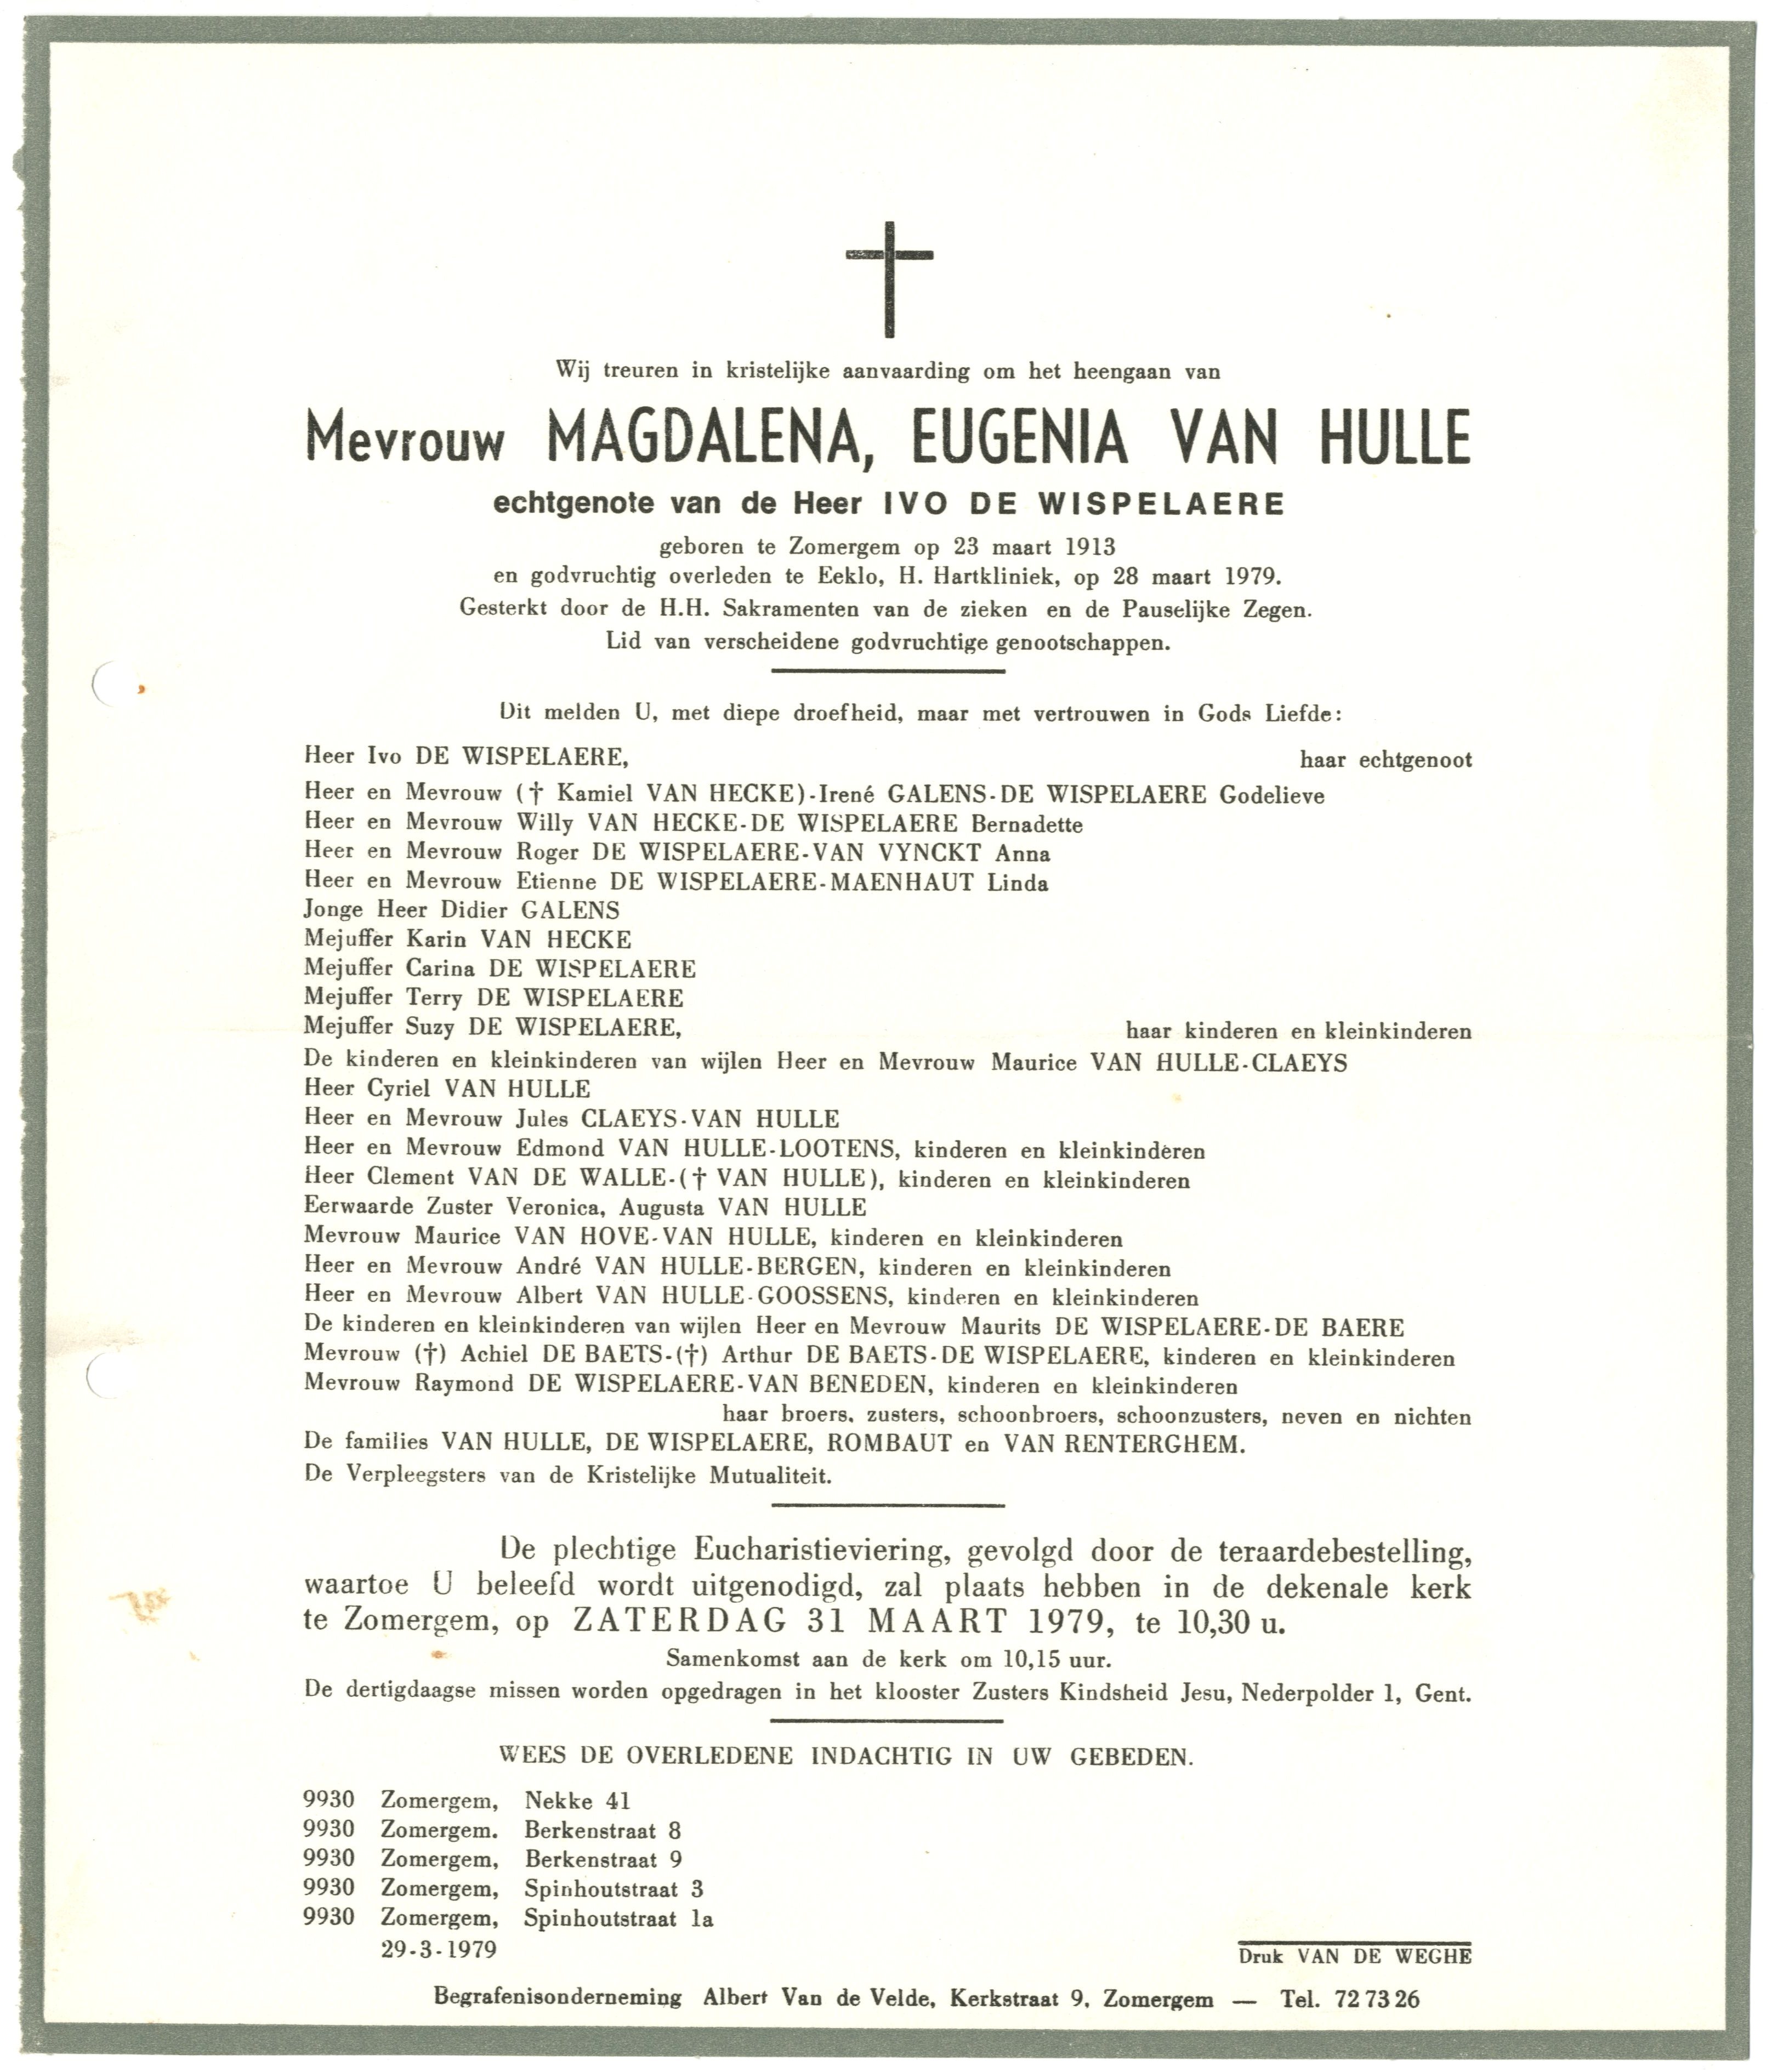 Wij treuren in kristelijke aanvaarding om het heengaan van
Mevrouw MAGDALENA, EUGENIA VAN HULLE
echtgenote van de Heer IVO DE WISPELAERE
geboren te Zomergem op 23 maart 1913
en godvruchtig overleden te Eeklo, H. Hartkliniek, op 28 maart 1979.
Gesterkt door de H.H. Sakramenten van de zieken en de Pauselijke Zegen.
Lid van verscheidene godvruchtige genootschappen.
Dit melden U, met diepe droefheid, maar met vertrouwen in Gods Liefde:
Heer Ivo DE WISPELAERE, haar echtgenoot
Heer en Mevrouw († Kamiel VAN HECKE)-Irené GALENS-DE WISPELAERE Godelieve
Heer en Mevrouw Willy VAN HECKE-DE WISPELAERE Bernadette
Heer en Mevrouw Roger DE WISPELAERE-VAN VYNCKT Anna
Heer en Mevrouw Etienne DE WISPELAERE-MAENHAUT Linda
Jonge Heer Didier GALENS
Mejuffer Karin VAN HECKE
Mejuffer Carina DE WISPELAERE
Mejuffer Terry DE WISPELAERE
Mejuffer Suzy DE WISPELAERE, haar kinderen en kleinkinderen
De kinderen en kleinkinderen van wijlen Heer en Mevrouw Maurice VAN HULLE-CLAEYS
Heer Cyriel VAN HULLE
Heer en Mevrouw Jules CLAEYS-VAN HULLE
Heer en Mevrouw Edmond VAN HULLE-LOOTENS, kinderen en kleinkinderen
Heer Clement VAN DE WALLE-(† VAN HULLE), kinderen en kleinkinderen
Eerwaarde Zuster Veronica, Augusta VAN HULLE
Mevrouw Maurice VAN HOVE-VAN HULLE, kinderen en kleinkinderen
Heer en Mevrouw André VAN HULLE-BERGEN, kinderen en kleinkinderen
Heer en Mevrouw Albert VAN HULLE-GOOSSENS, kinderen en kleinkinderen
De kinderen en kleinkinderen van wijlen Heer en Mevrouw Maurits DE WISPELAERE-DE BAERE
Mevrouw (†) Achiel DE BAETS-(†) Arthur DE BAETS-DE WISPELAERE, kinderen en kleinkinderen
Mevrouw Raymond DE WISPELAERE-VAN BENEDEN, kinderen en kleinkinderen
haar broers, zusters, schoonbroers, schoonzusters, neven en nichten
De families VAN HULLE, DE WISPELAERE, ROMBAUT en VAN RENTERGHEM.
De Verpleegsters van de Kristelijke Mutualiteit.
De plechtige Eucharistieviering, gevolgd door de teraardebestelling,
waartoe U beleefd wordt uitgenodigd, zal plaats hebben in de dekenale kerk
te Zomergem, op ZATERDAG 31 MAART 1979, te 10,30 u.
Samenkomst aan de kerk om 10,15 uur.
De dertigdaagse missen worden opgedragen in het klooster Zusters Kindsheid Jesu, Nederpolder 1, Gent.
WEES DE OVERLEDENE INDACHTIG IN UW GEBEDEN.
9930 Zomergem, Nekke 41
9930 Zomergem. Berkenstraat 8
9930 Zomergem, Berkenstraat 9
9930 Zomergem, Spinhoutstraat 3
9930 Zomergem, Spinhoutstraat 1a
29-3-1979
Druk VAN DE WEGHE
Begrafenisonderneming Albert Van de Velde, Kerkstraat 9, Zomergem — Tel. 72 73 26